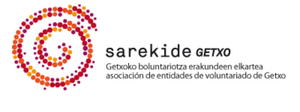 sarekide GETXO
Getxoko boluntariotza erakundeen elkartea
asociación de entidades de voluntariado de Getxo